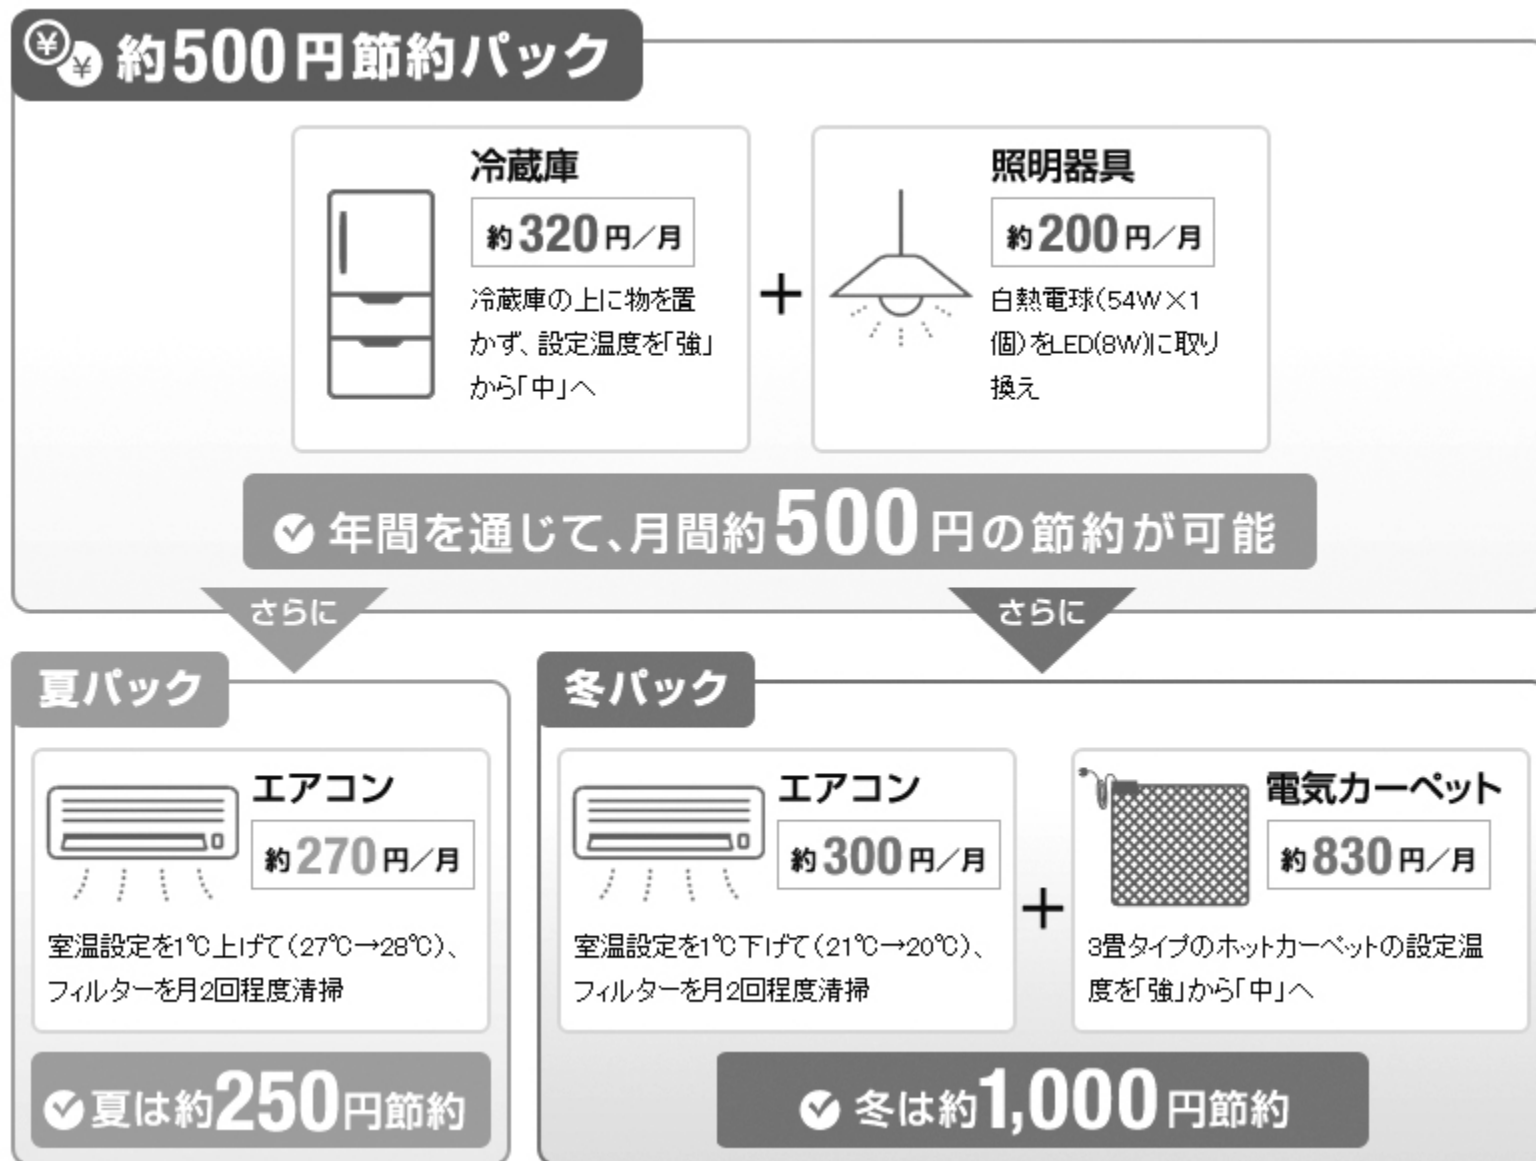 約500円節約パック
冷蔵庫
約320円／月
冷蔵庫の上に物を置
かず、設定温度を「強」
から「中」へ
+
照明器具
約200円／月
白熱電球（54W×1
個）をLED(8W)に取り
換え
年間を通じて、月間約500円の節約が可能
さらに
さらに
夏パック
エアコン
約270円／月
室温設定を1℃上げて（27℃→28℃）、
フィルターを月2回程度清掃
夏は約250円節約
冬パック
エアコン
約300円／月
室温設定を1℃下げて（21℃→20℃）、
フィルターを月2回程度清掃
+
電気カーペット
約830円／月
3畳タイプのホットカーペットの設定温
度を「強」から「中」へ
冬は約1,000円節約